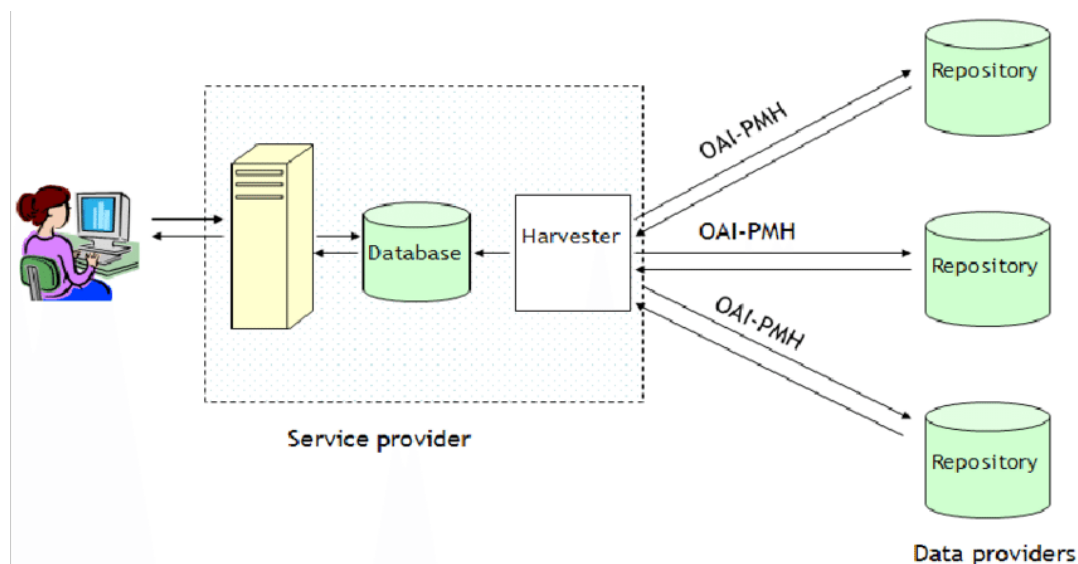 Repository
OAI-PMH
OAI-PMH
Harvester
Database
Repository
OAI-PMH
Service provider
Repository
Data providers